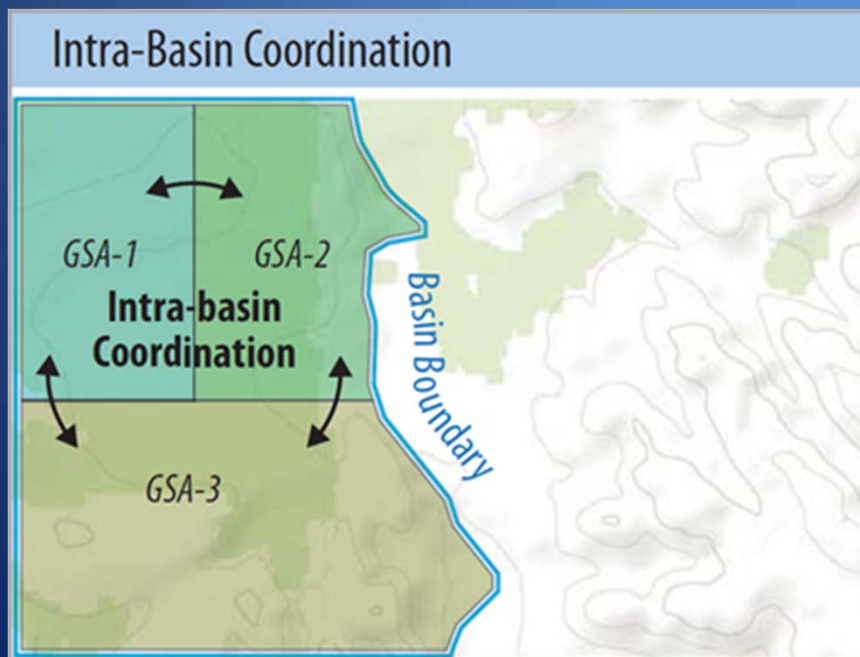 Intra-Basin Coordination
GSA-1
GSA-2
Intra-basin
Coordination
Basin Boundary
GSA-3